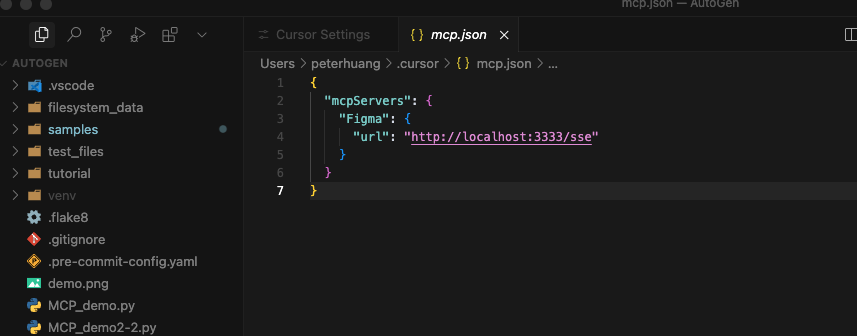 mcp.json — AutoGen
Cursor Settings
{ } mcp.json
AUTOGEN
.vscode
filesystem_data
samples
test_files
tutorial
venv
.flake8
.gitignore
.pre-commit-config.yaml
demo.png
MCP_demo.py
MCP_demo2-2.py
Users > peterhuang > .cursor > { } mcp.json > ...
1 {
2 "mcpServers": {
3 "Figma": {
4 "url": "http://localhost:3333/sse"
5 }
6 }
7 }